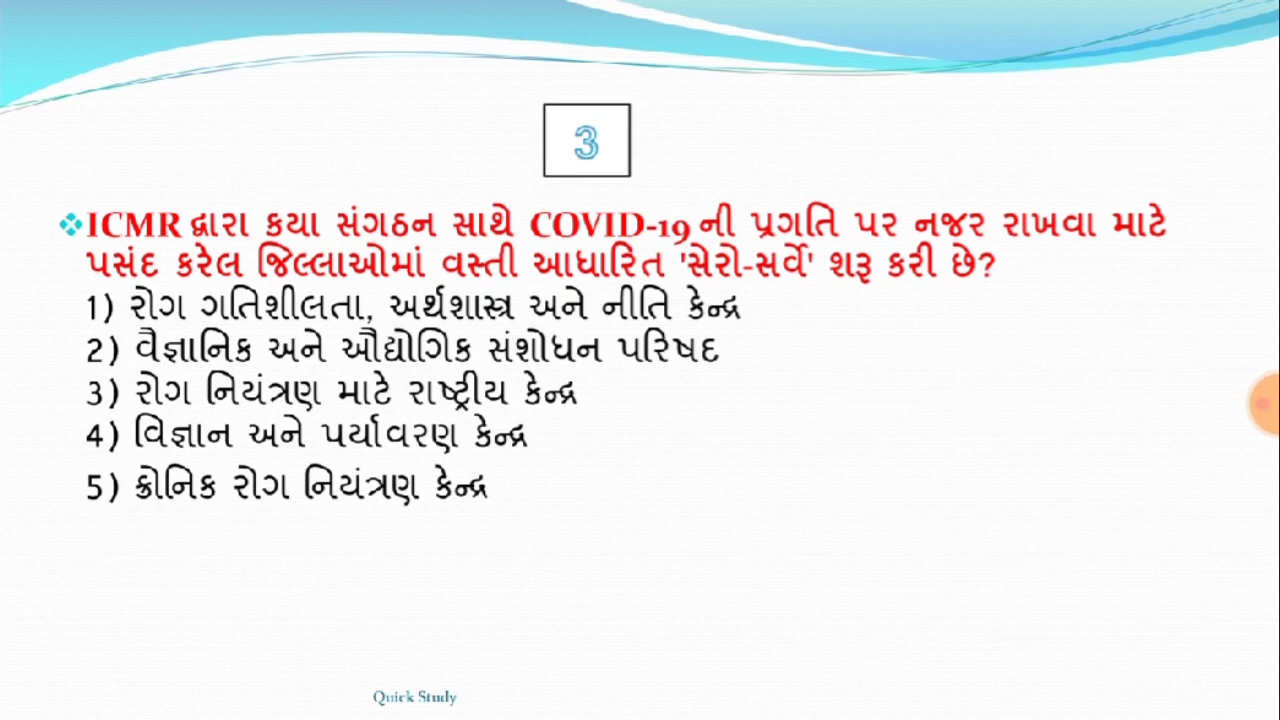 3
ICMR દ્વારા કયા સંગઠન સાથે COVID-19 ની પ્રગતિ પર નજર રાખવા માટે
પસંદ કરેલ જિલ્લાઓમાં વસ્તી આધારિત 'સેરો-સર્વે' શરૂ કરી છે?
1) રોગ ગતિશીલતા, અર્થશાસ્ત્ર અને નીતિ કેન્દ્ર
2) વૈજ્ઞાનિક અને ઔદ્યોગિક સંશોધન પરિષદ
3) રોગ નિયંત્રણ માટે રાષ્ટ્રીય કેન્દ્ર
4) વિજ્ઞાન અને પર્યાવરણ કેન્દ્ર
5) ક્રોનિક રોગ નિયંત્રણ કેન્દ્ર
Quick Study